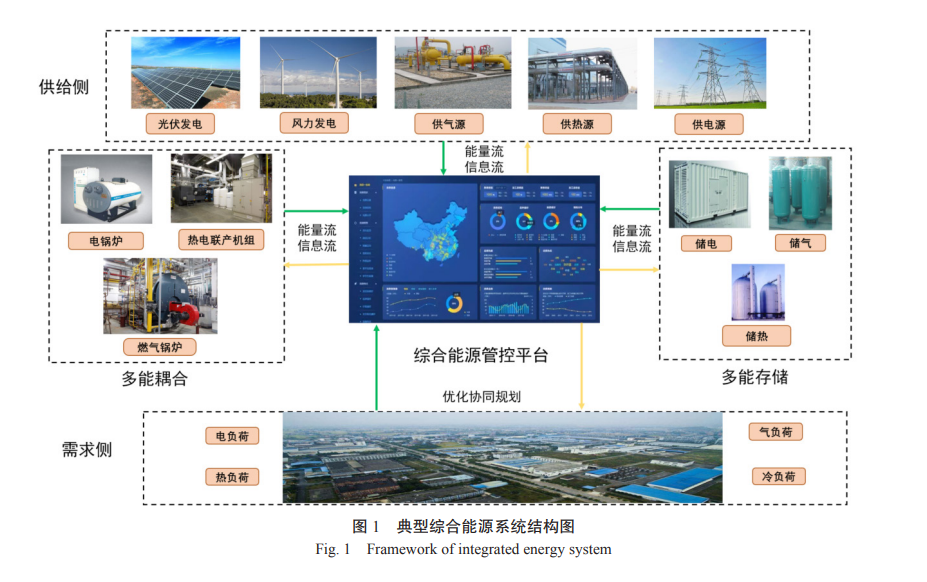 供给侧
光伏发电
风力发电
供气源
供热源
供电源
能量流
信息流
电锅炉
热电联产机组
燃气锅炉
多能耦合
能量流
信息流
综合能源管控平台
能量流
信息流
储电
储气
储热
多能存储
优化协同规划
需求侧
电负荷
热负荷
气负荷
冷负荷
图 1 典型综合能源系统结构图
Fig. 1 Framework of integrated energy system